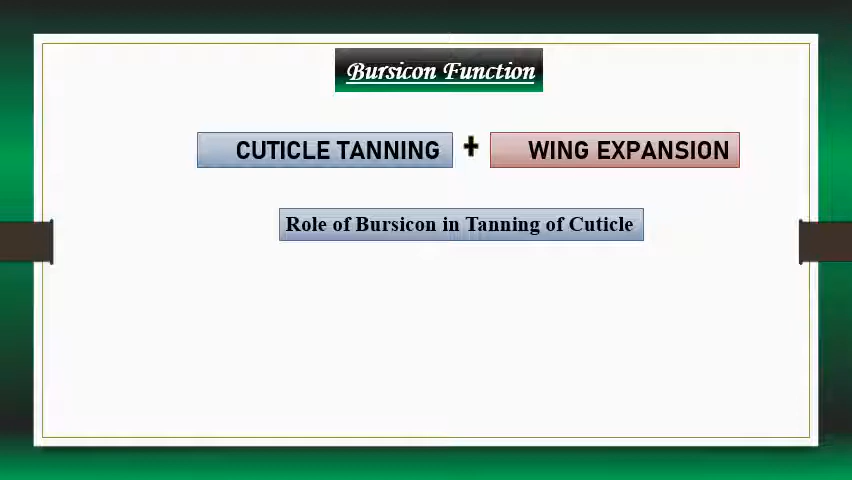 Bursicon Function
CUTICLE TANNING + WING EXPANSION
Role of Bursicon in Tanning of Cuticle